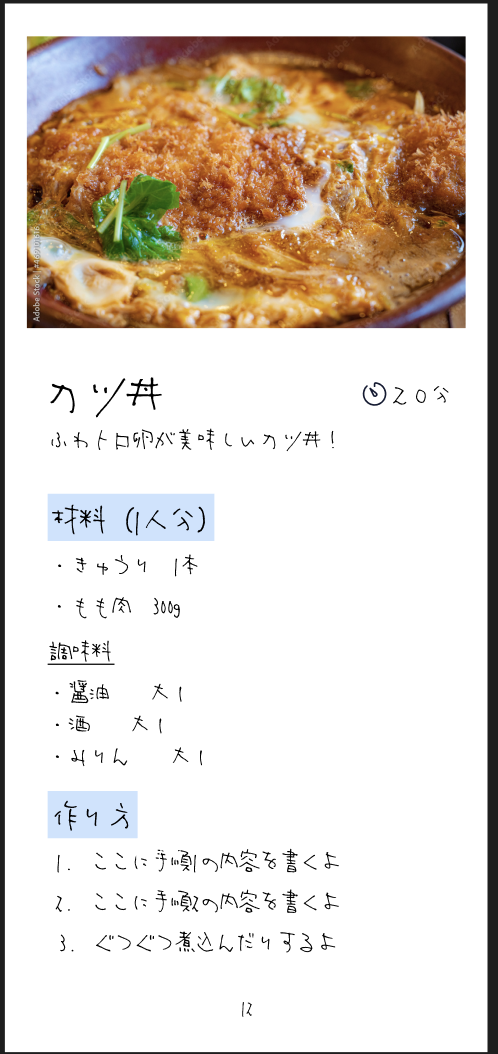 Adobe Stock | #469101616
カツ丼
20分
ふわトロ卵が美味しいカツ丼!
材料 (1人分)
・きゅうり 1本
・もも肉 300g
調味料
・醤油 大1
・酒 大1
・みりん 大1
作り方
1. ここに手順1の内容を書くよ
2. ここに手順2の内容を書くよ
3. ぐつぐつ煮込んだりするよ
12